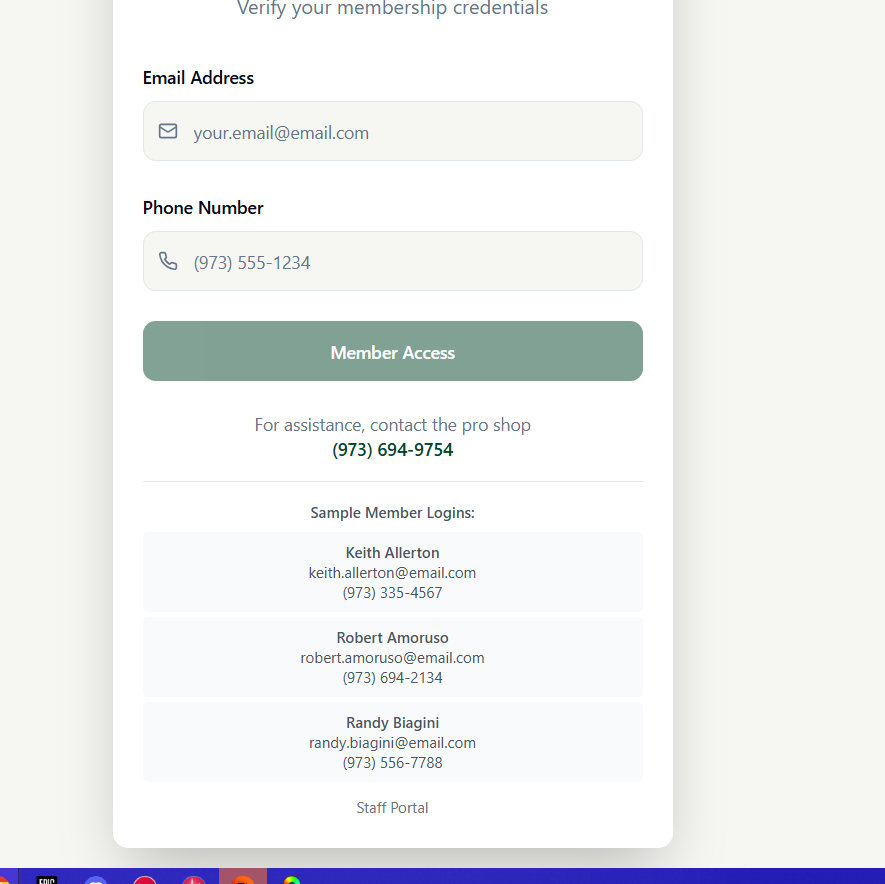 Verify your membership credentials
Email Address
your.email@email.com
Phone Number
(973) 555-1234
Member Access
For assistance, contact the pro shop
(973) 694-9754
Sample Member Logins:
Keith Allerton
keith.allerton@email.com
(973) 335-4567
Robert Amoruso
robert.amoruso@email.com
(973) 694-2134
Randy Biagini
randy.biagini@email.com
(973) 556-7788
Staff Portal
EPIC